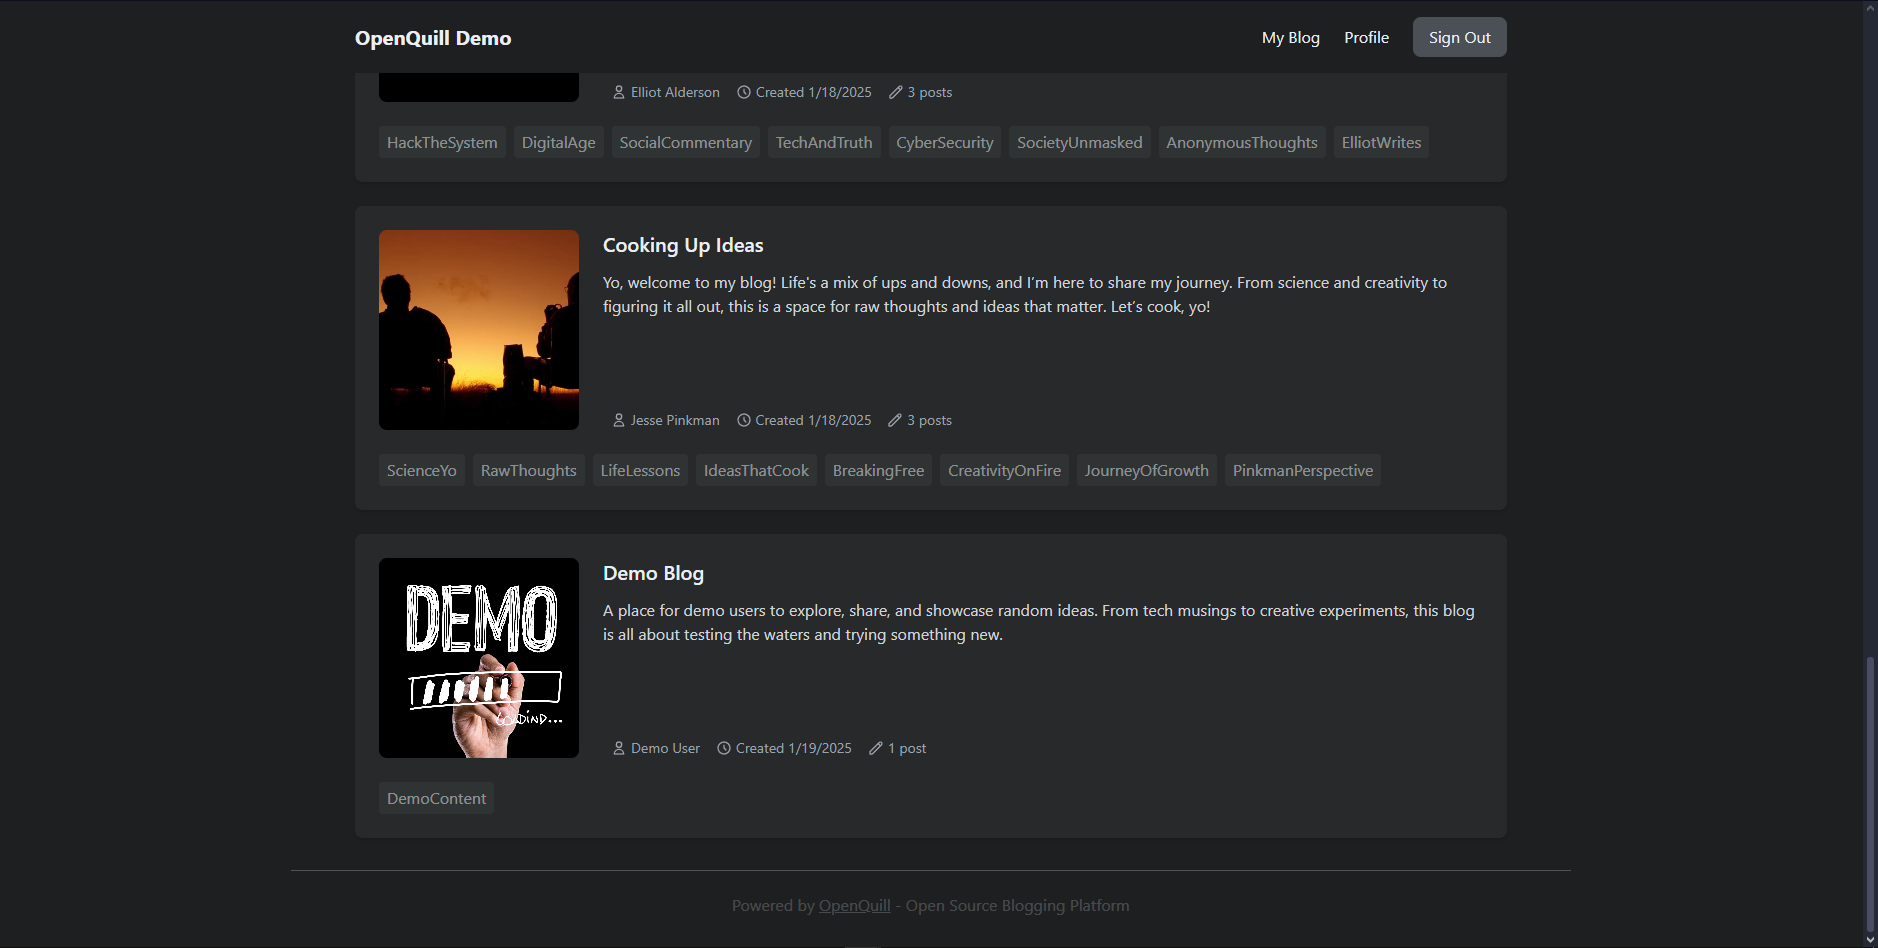 OpenQuill Demo
My Blog
Profile
Sign Out
Elliot Alderson
Created 1/18/2025
3 posts
HackTheSystem
DigitalAge
SocialCommentary
TechAndTruth
CyberSecurity
SocietyUnmasked
AnonymousThoughts
ElliotWrites
Cooking Up Ideas
Yo, welcome to my blog! Life's a mix of ups and downs, and I’m here to share my journey. From science and creativity to
figuring it all out, this is a space for raw thoughts and ideas that matter. Let’s cook, yo!
Jesse Pinkman
Created 1/18/2025
3 posts
ScienceYo
RawThoughts
LifeLessons
IdeasThatCook
BreakingFree
CreativityOnFire
JourneyOfGrowth
PinkmanPerspective
DEMO
LOADIND...
Demo Blog
A place for demo users to explore, share, and showcase random ideas. From tech musings to creative experiments, this blog
is all about testing the waters and trying something new.
Demo User
Created 1/19/2025
1 post
DemoContent
Powered by OpenQuill - Open Source Blogging Platform